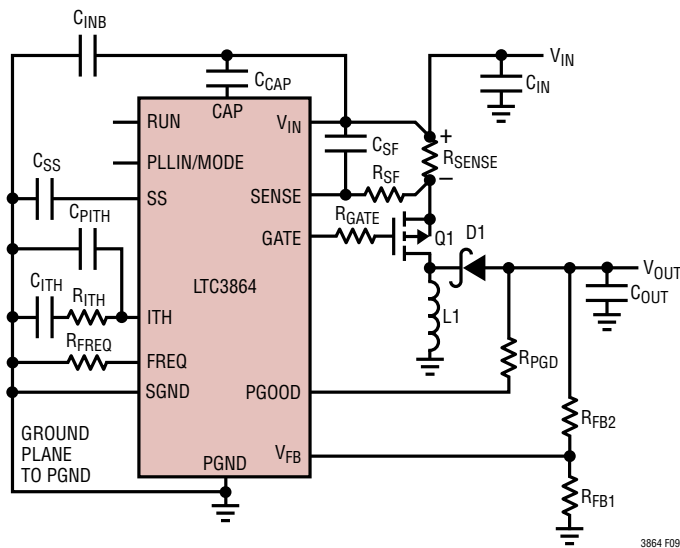 CINB
VIN
CCAP
CIN
CAP
RUN
VIN
+
CSF
RSENSE
PLLIN/MODE
CSS
RSF
–
SS
SENSE
RGATE
CPITH
GATE
Q1
D1
LTC3864
VOUT
CITH
RITH
COUT
ITH
L1
RFREQ
FREQ
RPGD
SGND
PGOOD
RFB2
GROUND
PLANE
TO PGND
PGND
VFB
RFB1
3864 F09